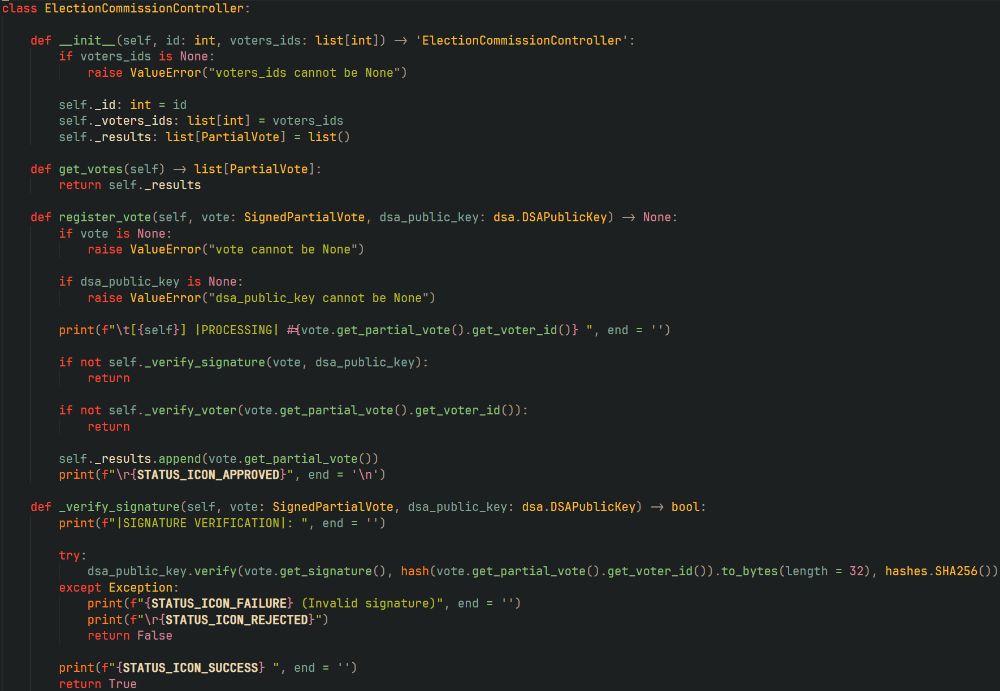 class ElectionCommissionController:
def __init__(self, id: int, voters_ids: list[int]) -> 'ElectionCommissionController':
if voters_ids is None:
raise ValueError("voters_ids cannot be None")
self._id: int = id
self._voters_ids: list[int] = voters_ids
self._results: list[PartialVote] = list()
def get_votes(self) -> list[PartialVote]:
return self._results
def register_vote(self, vote: SignedPartialVote, dsa_public_key: dsa.DSAPublicKey) -> None:
if vote is None:
raise ValueError("vote cannot be None")
if dsa_public_key is None:
raise ValueError("dsa_public_key cannot be None")
print(f"\t[{self}] |PROCESSING| #{vote.get_partial_vote().get_voter_id()} ", end = '')
if not self._verify_signature(vote, dsa_public_key):
return
if not self._verify_voter(vote.get_partial_vote().get_voter_id()):
return
self._results.append(vote.get_partial_vote())
print(f"\r{STATUS_ICON_APPROVED}", end = '\n')
def _verify_signature(self, vote: SignedPartialVote, dsa_public_key: dsa.DSAPublicKey) -> bool:
print(f"|SIGNATURE VERIFICATION|: ", end = '')
try:
dsa_public_key.verify(vote.get_signature(), hash(vote.get_partial_vote().get_voter_id()).to_bytes(length = 32), hashes.SHA256())
except Exception:
print(f"{STATUS_ICON_FAILURE} (Invalid signature)", end = '')
print(f"\r{STATUS_ICON_REJECTED}")
return False
print(f"{STATUS_ICON_SUCCESS} ", end = '')
return True